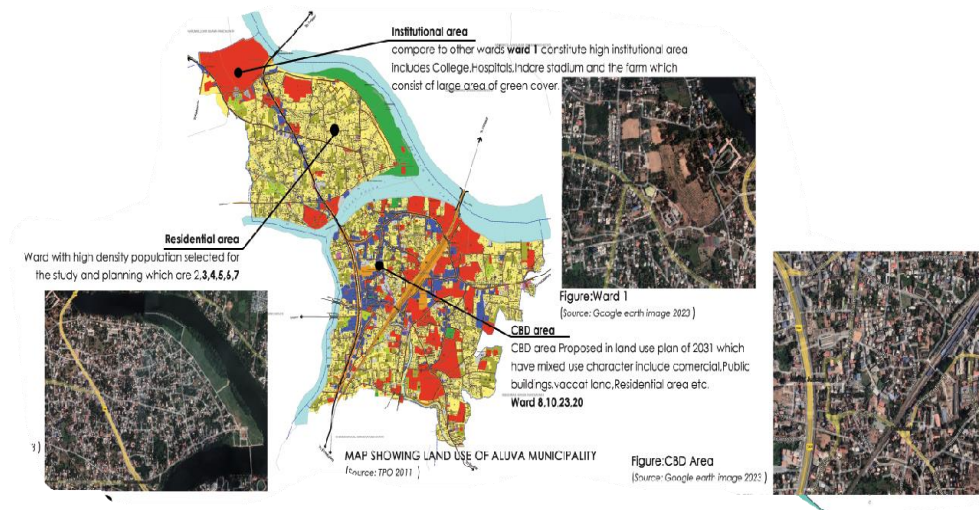 Institutional area
compare to other wards ward 1 constitute high institutional area
includes College,Hospitals,Indore stadium and the farm which
consist of large area of green cover.
Residential area
Ward with high density population selected for
the study and planning which are 2,3,4,5,6,7
Figure:Ward 1
(Source: Google earth image 2023 )
CBD area
CBD area Proposed in land use plan of 2031 which
have mixed use character include comercial,Public
buildings,vaccat land,Residential area etc.
Ward 8,10,23,20
MAP SHOWING LAND USE OF ALUVA MUNICIPALITY
(Source: TPO 2011 )
Figure:CBD Area
(Source: Google earth image 2023 )